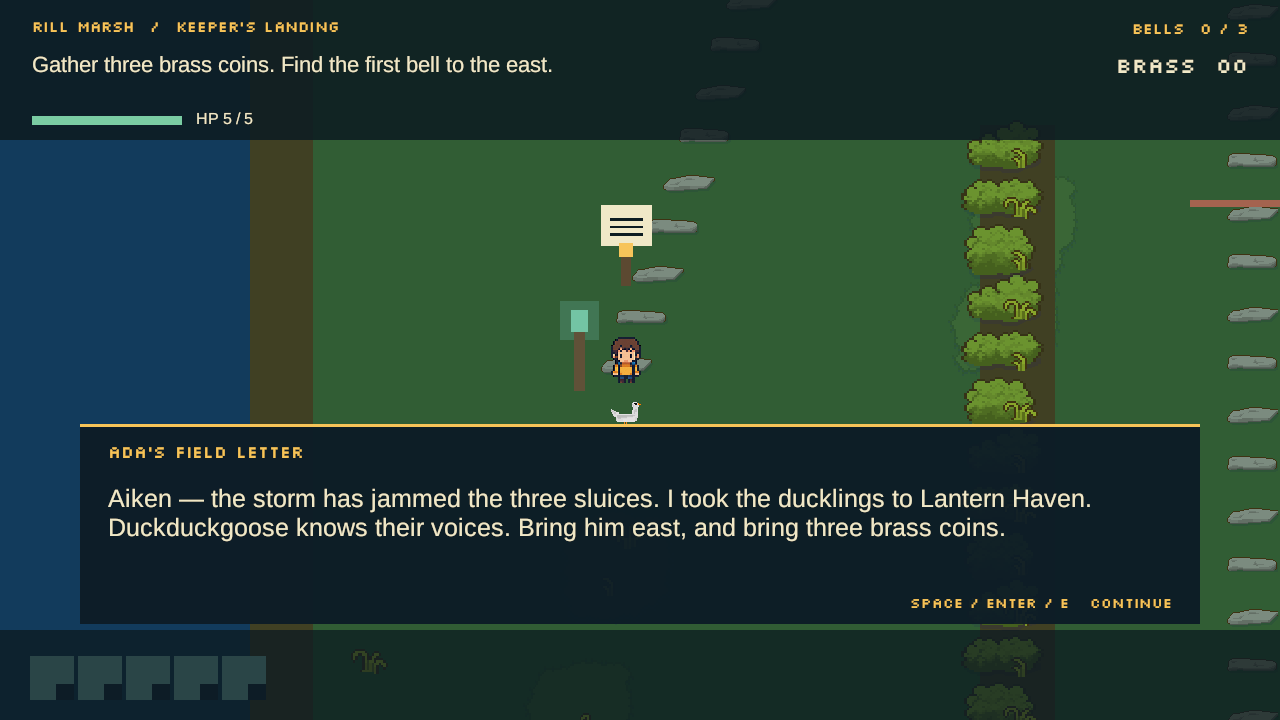 RILL MARSH / KEEPER'S LANDING
BELLS 0 / 3
Gather three brass coins. Find the first bell to the east.
BRASS 00
HP 5 / 5
ADA'S FIELD LETTER
Aiken — the storm has jammed the three sluices. I took the ducklings to Lantern Haven.
Duckduckgoose knows their voices. Bring him east, and bring three brass coins.
SPACE / ENTER / E CONTINUE